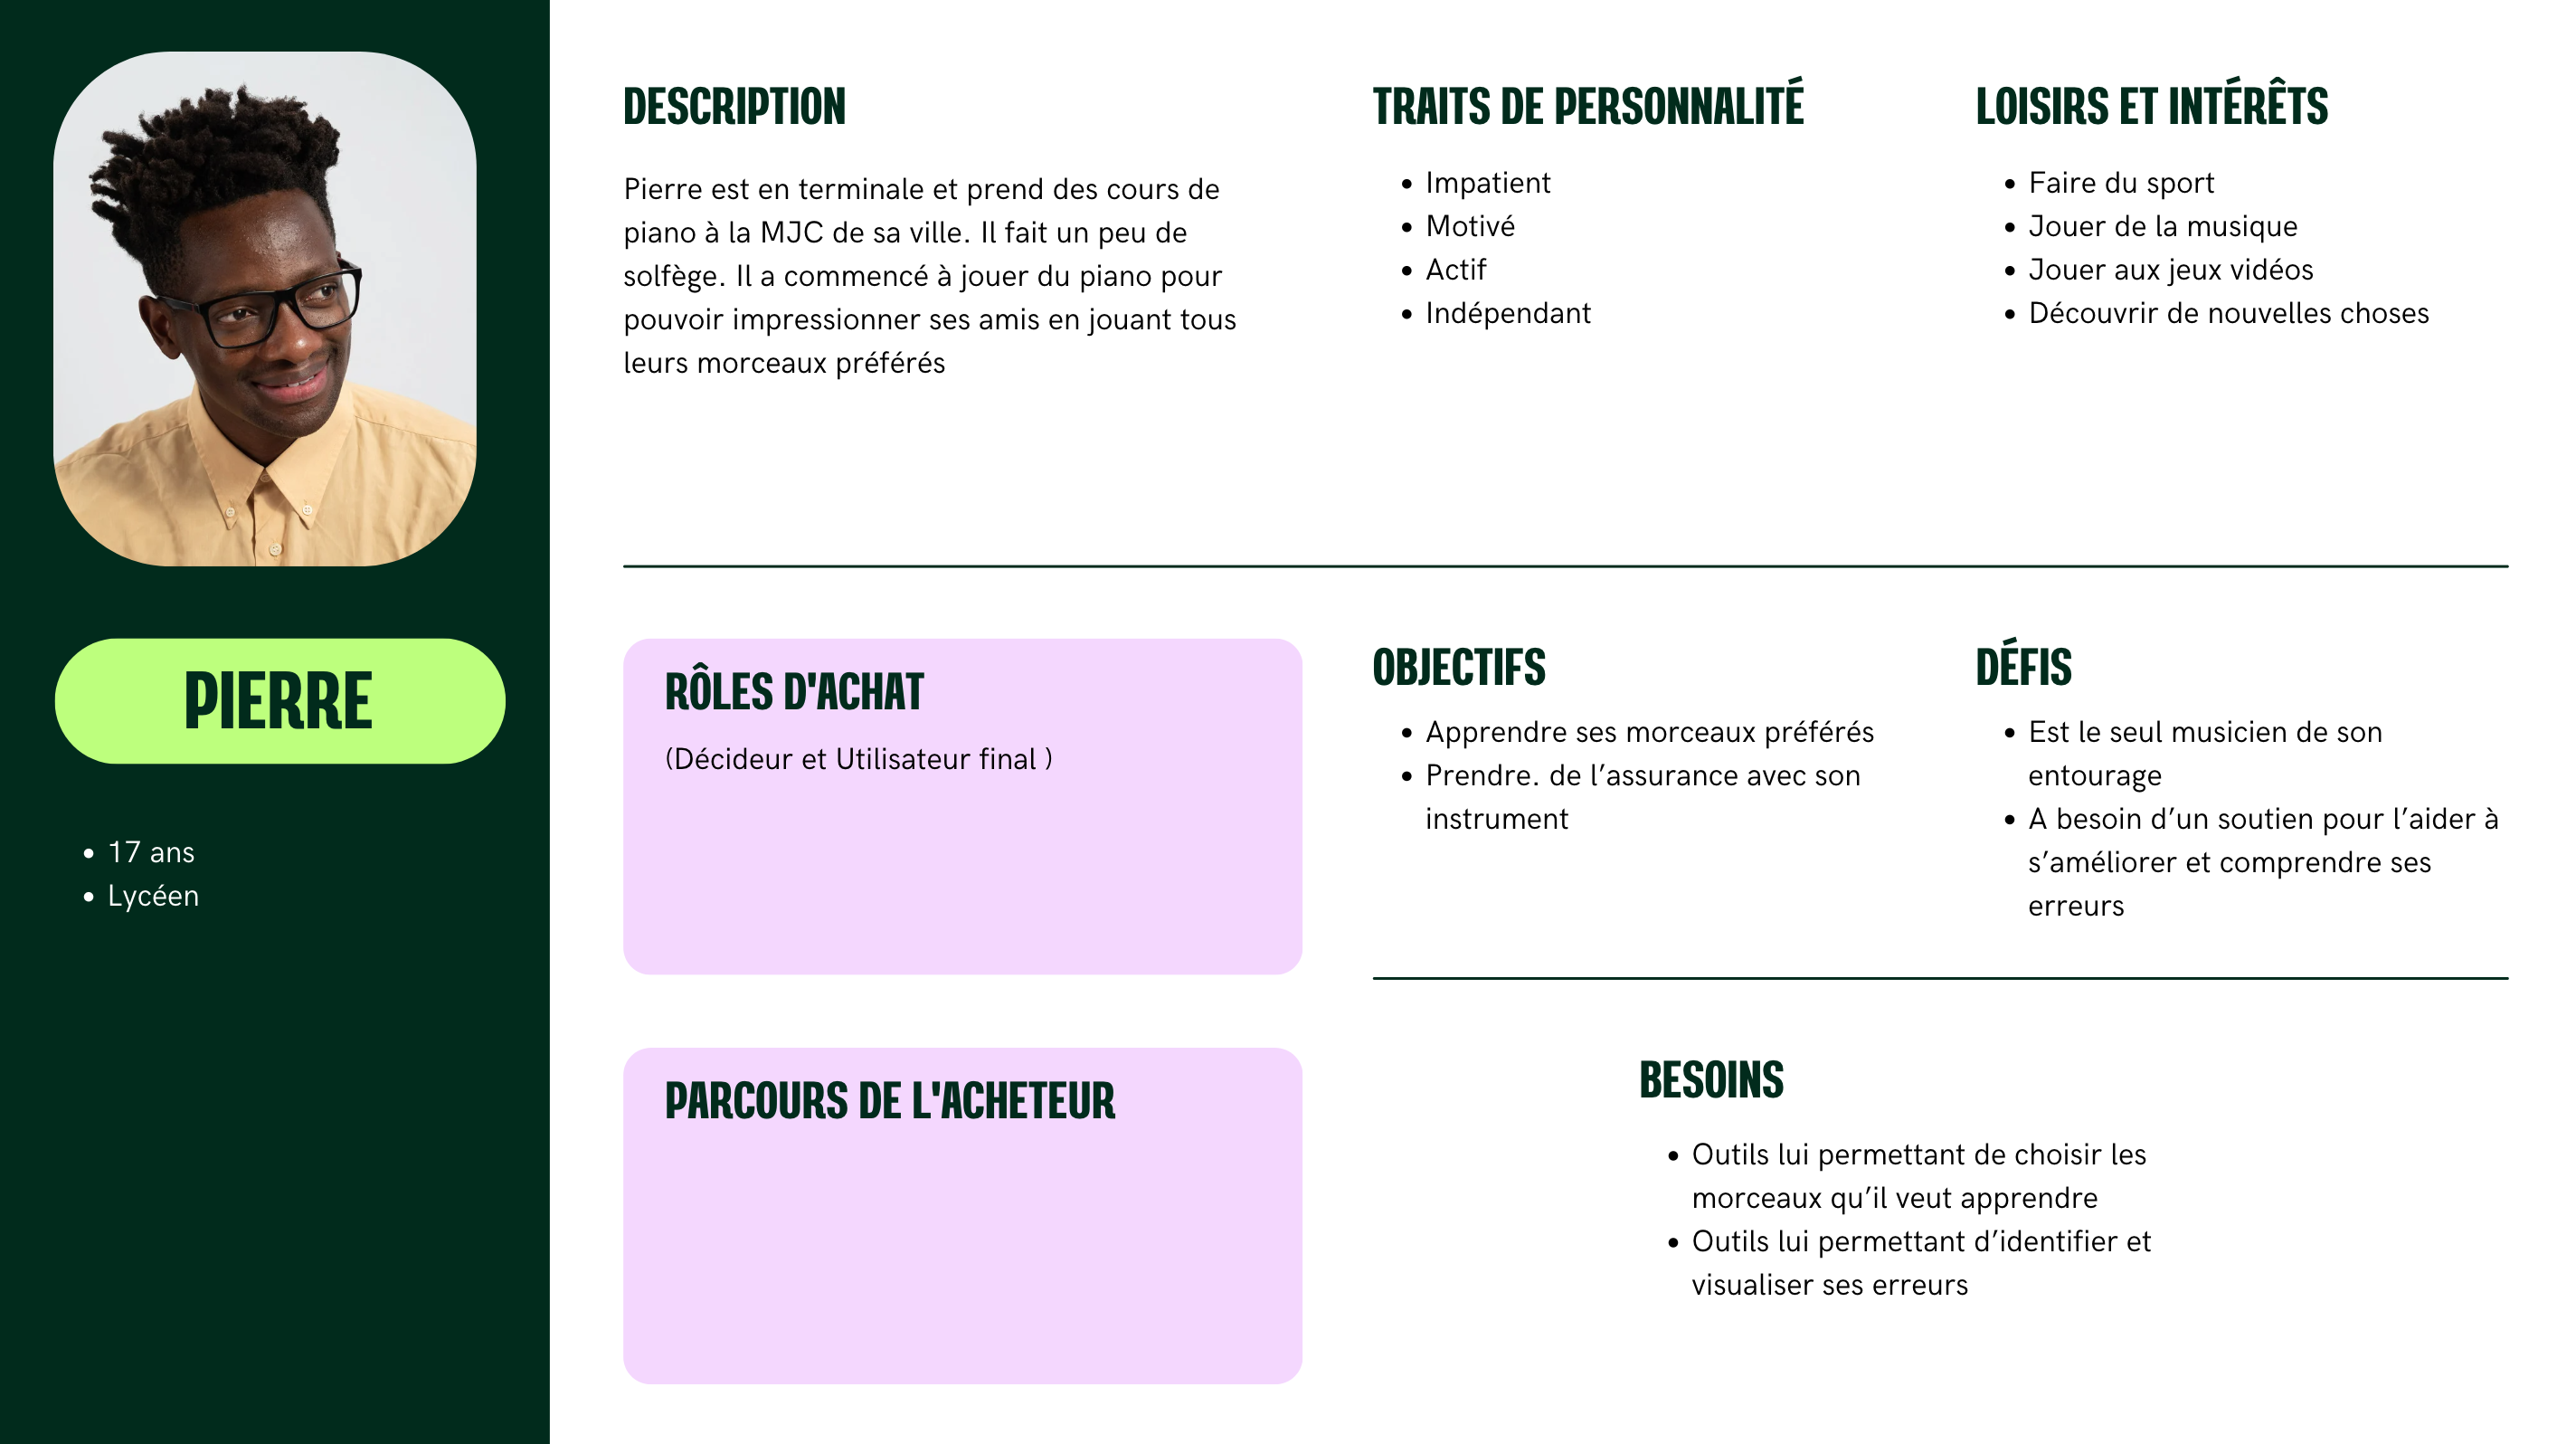 PIERRE
17 ans
Lycéen
DESCRIPTION
Pierre est en terminale et prend des cours de
piano à la MJC de sa ville. Il fait un peu de
solfège. Il a commencé à jouer du piano pour
pouvoir impressionner ses amis en jouant tous
leurs morceaux préférés
TRAITS DE PERSONNALITÉ
Impatient
Motivé
Actif
Indépendant
LOISIRS ET INTÉRÊTS
Faire du sport
Jouer de la musique
Jouer aux jeux vidéos
Découvrir de nouvelles choses
RÔLES D'ACHAT
(Décideur et Utilisateur final )
OBJECTIFS
Apprendre ses morceaux préférés
Prendre. de l’assurance avec son
instrument
DÉFIS
Est le seul musicien de son
entourage
A besoin d’un soutien pour l’aider à
s’améliorer et comprendre ses
erreurs
PARCOURS DE L'ACHETEUR
BESOINS
Outils lui permettant de choisir les
morceaux qu’il veut apprendre
Outils lui permettant d’identifier et
visualiser ses erreurs